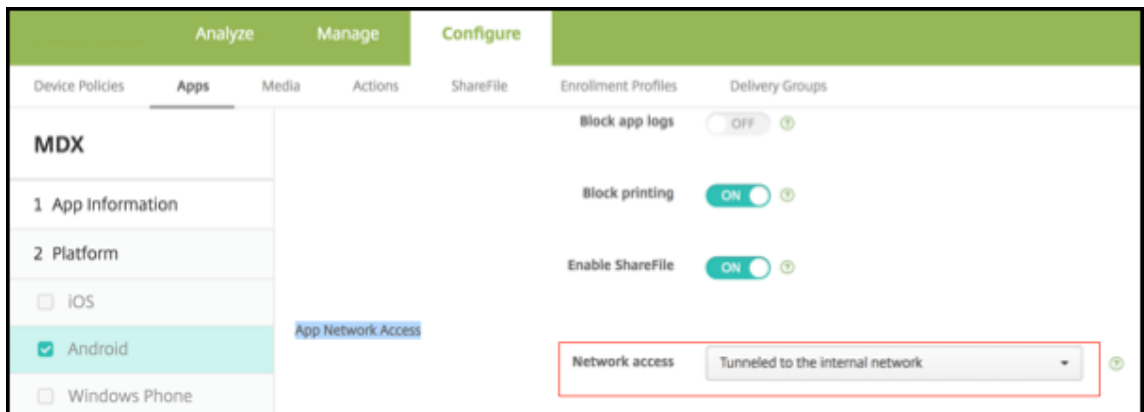 Analyze Manage Configure
Device Policies Apps Media Actions ShareFile Enrollment Profiles Delivery Groups
MDX
1 App Information
2 Platform
iOS
Android
Windows Phone
Block app logs OFF
Block printing ON
Enable ShareFile ON
App Network Access
Network access Tunneled to the internal network